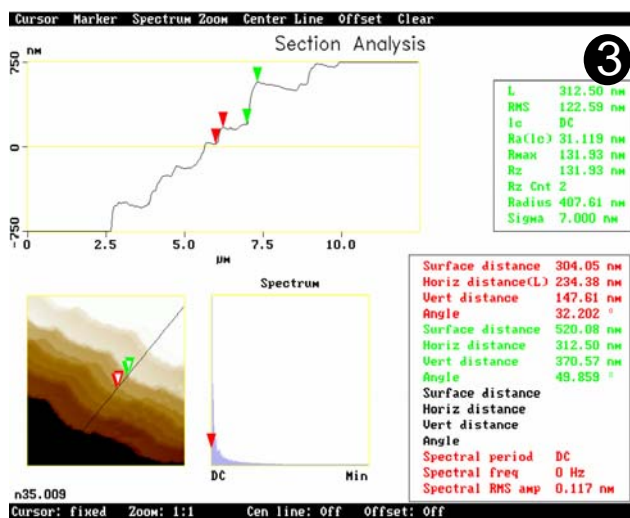 Cursor Marker Spectrum Zoom Center Line Offset Clear
Section Analysis
3
nM
750
0
-750
0 2.5 5.0 7.5 10.0
µM
L 312.50 nM
RMS 122.59 nM
lc DC
Ra(lc) 31.119 nM
Rmax 131.93 nM
Rz 131.93 nM
Rz Cnt 2
Radius 407.61 nM
Sigma 7.000 nM
Surface distance 304.05 nM
Horiz distance(L) 234.38 nM
Vert distance 147.61 nM
Angle 32.202 °
Surface distance 520.08 nM
Horiz distance 312.50 nM
Vert distance 370.57 nM
Angle 49.859 °
Surface distance
Horiz distance
Vert distance
Angle
Spectral period DC
Spectral freq 0 Hz
Spectral RMS amp 0.117 nM
Spectrum
DC Min
n35.009
Cursor: fixed Zoom: 1:1 Cen line: Off Offset: Off